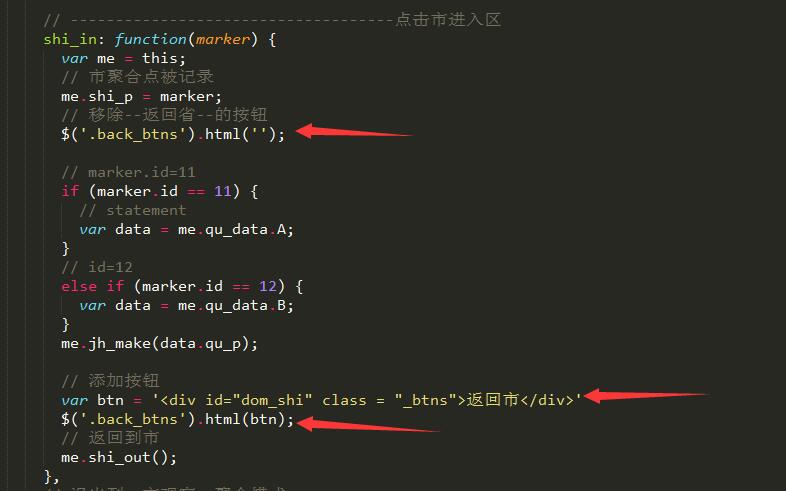 // ------------------------------------点击市进入区
shi_in: function(marker) {
var me = this;
// 市聚合点被记录
me.shi_p = marker;
// 移除--返回省--的按钮
$('.back_btns').html('');
// marker.id=11
if (marker.id == 11) {
// statement
var data = me.qu_data.A;
}
// id=12
else if (marker.id == 12) {
var data = me.qu_data.B;
}
me.jh_make(data.qu_p);
// 添加按钮
var btn = '<div id="dom_shi" class = "_btns">返回市</div>'
$('.back_btns').html(btn);
// 返回到市
me.shi_out();
},